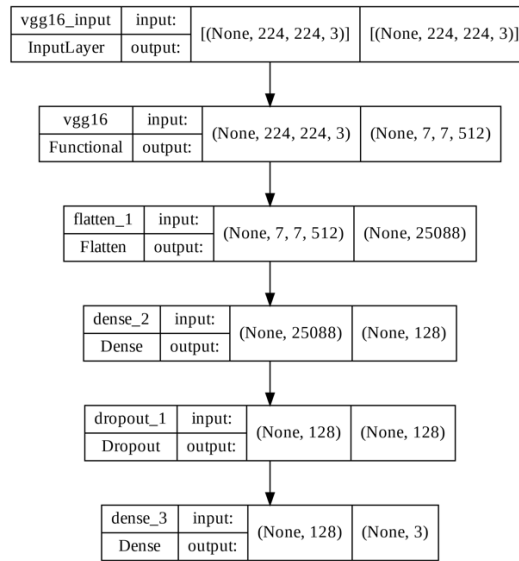 vgg16_input input: [(None, 224, 224, 3)] [(None, 224, 224, 3)]
InputLayer output:
vgg16 input: (None, 224, 224, 3) (None, 7, 7, 512)
Functional output:
flatten_1 input: (None, 7, 7, 512) (None, 25088)
Flatten output:
dense_2 input: (None, 25088) (None, 128)
Dense output:
dropout_1 input: (None, 128) (None, 128)
Dropout output:
dense_3 input: (None, 128) (None, 3)
Dense output: